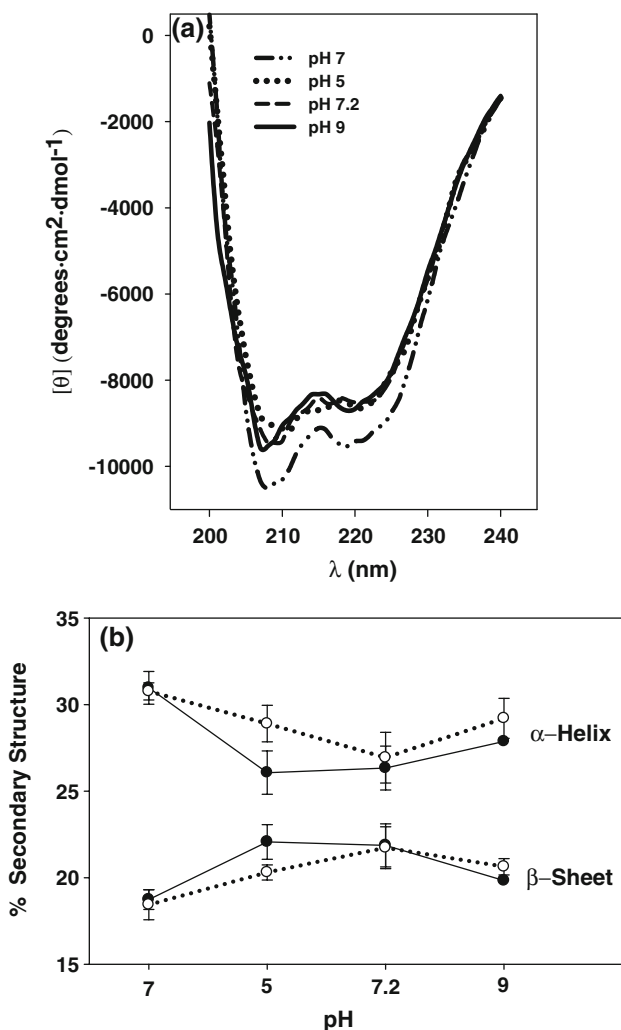 (a)
pH 7
pH 5
pH 7.2
pH 9
0
-2000
-4000
-6000
-8000
-10000
[θ] (degrees·cm²·dmol⁻¹)
200 210 220 230 240
λ (nm)
(b)
35
30
25
20
15
% Secondary Structure
α–Helix
β–Sheet
7 5 7.2 9
pH